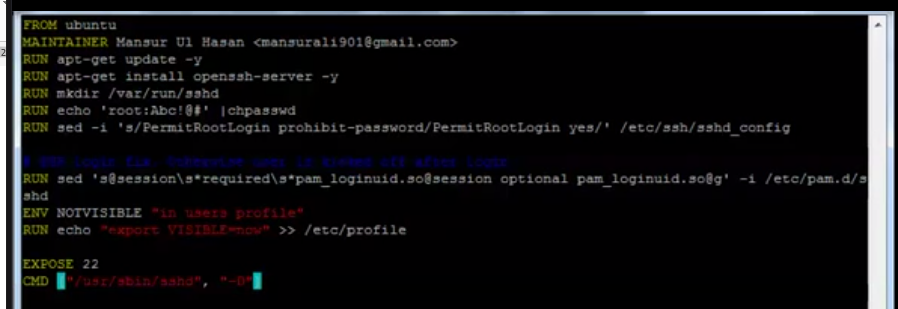 FROM ubuntu
MAINTAINER Mansur Ul Hasan <mansurali901@gmail.com>
RUN apt-get update -y
RUN apt-get install openssh-server -y
RUN mkdir /var/run/sshd
RUN echo 'root:Abc!@#' |chpasswd
RUN sed -i 's/PermitRootLogin prohibit-password/PermitRootLogin yes/' /etc/ssh/sshd_config
# SSH login fix. Otherwise user is kicked off after login
RUN sed 's@session\s*required\s*pam_loginuid.so@session optional pam_loginuid.so@g' -i /etc/pam.d/s
shd
ENV NOTVISIBLE "in users profile"
RUN echo "export VISIBLE=now" >> /etc/profile
EXPOSE 22
CMD ["/usr/sbin/sshd", "-D"]
2